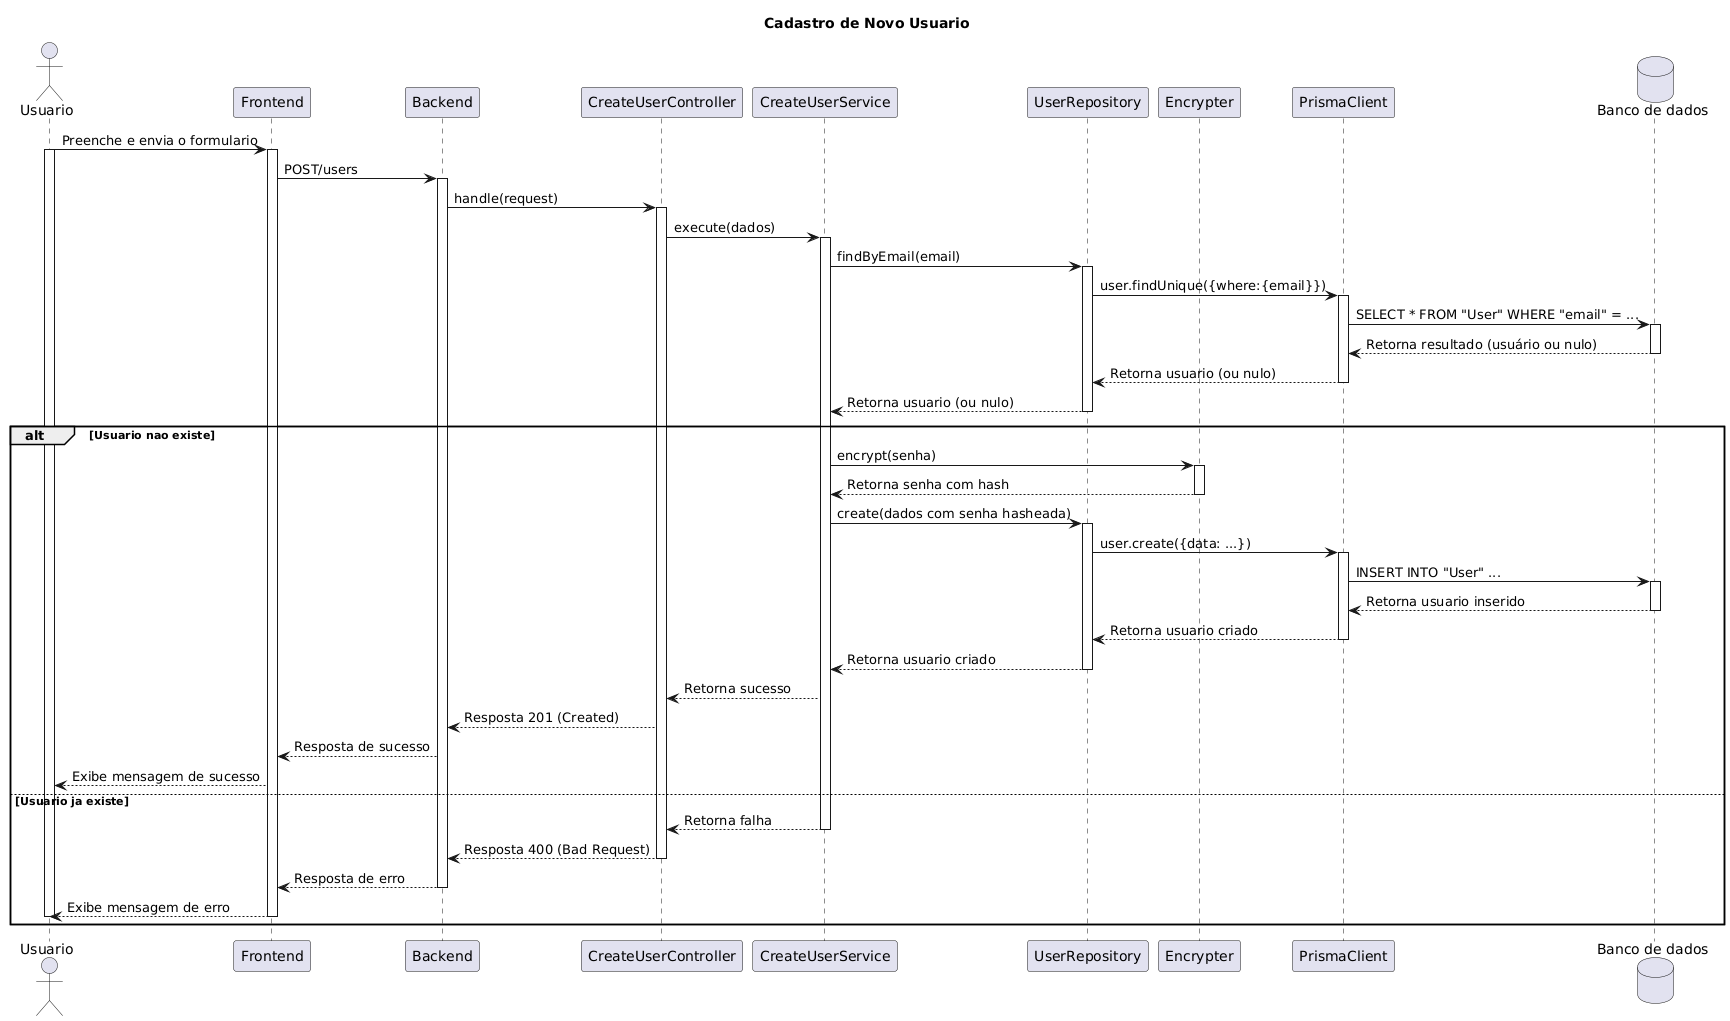 Cadastro de Novo Usuario
Usuario
Frontend
Backend
CreateUserController
CreateUserService
UserRepository
Encrypter
PrismaClient
Banco de dados
Preenche e envia o formulario
POST/users
handle(request)
execute(dados)
findByEmail(email)
user.findUnique({where:{email}})
SELECT * FROM "User" WHERE "email" = ...
Retorna resultado (usuário ou nulo)
Retorna usuario (ou nulo)
Retorna usuario (ou nulo)
alt [Usuario nao existe]
encrypt(senha)
Retorna senha com hash
create(dados com senha hasheada)
user.create({data: ...})
INSERT INTO "User" ...
Retorna usuario inserido
Retorna usuario criado
Retorna usuario criado
Retorna sucesso
Resposta 201 (Created)
Resposta de sucesso
Exibe mensagem de sucesso
[Usuario ja existe]
Retorna falha
Resposta 400 (Bad Request)
Resposta de erro
Exibe mensagem de erro
Usuario
Frontend
Backend
CreateUserController
CreateUserService
UserRepository
Encrypter
PrismaClient
Banco de dados